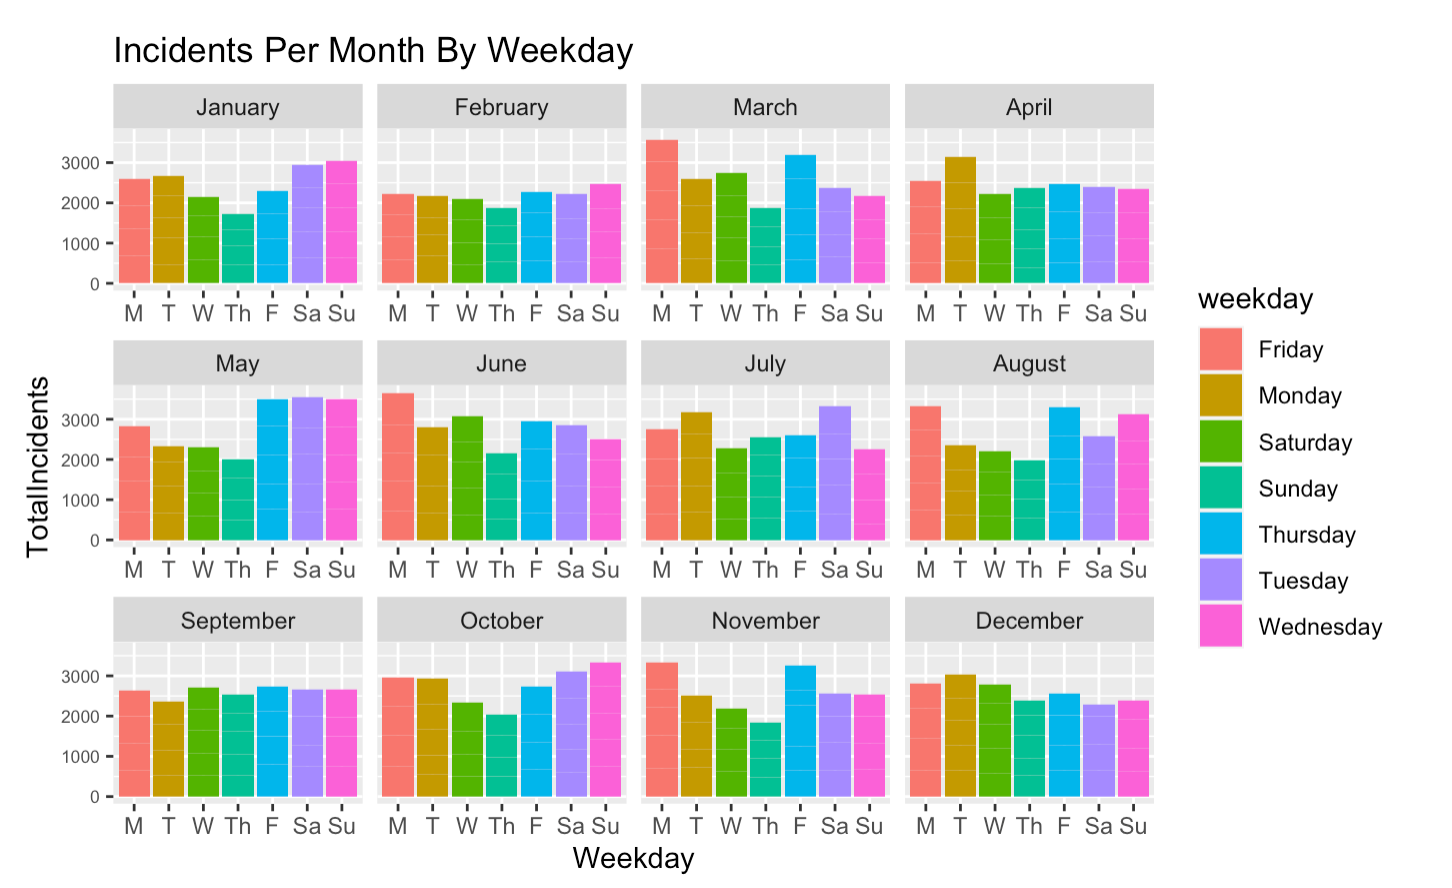 Incidents Per Month By Weekday
January February March April
3000
2000
1000
0
M T W Th F Sa Su M T W Th F Sa Su M T W Th F Sa Su M T W Th F Sa Su
May June July August
3000
2000
1000
0
M T W Th F Sa Su M T W Th F Sa Su M T W Th F Sa Su M T W Th F Sa Su
September October November December
3000
2000
1000
0
M T W Th F Sa Su M T W Th F Sa Su M T W Th F Sa Su M T W Th F Sa Su
Weekday
TotalIncidents
weekday
Friday
Monday
Saturday
Sunday
Thursday
Tuesday
Wednesday